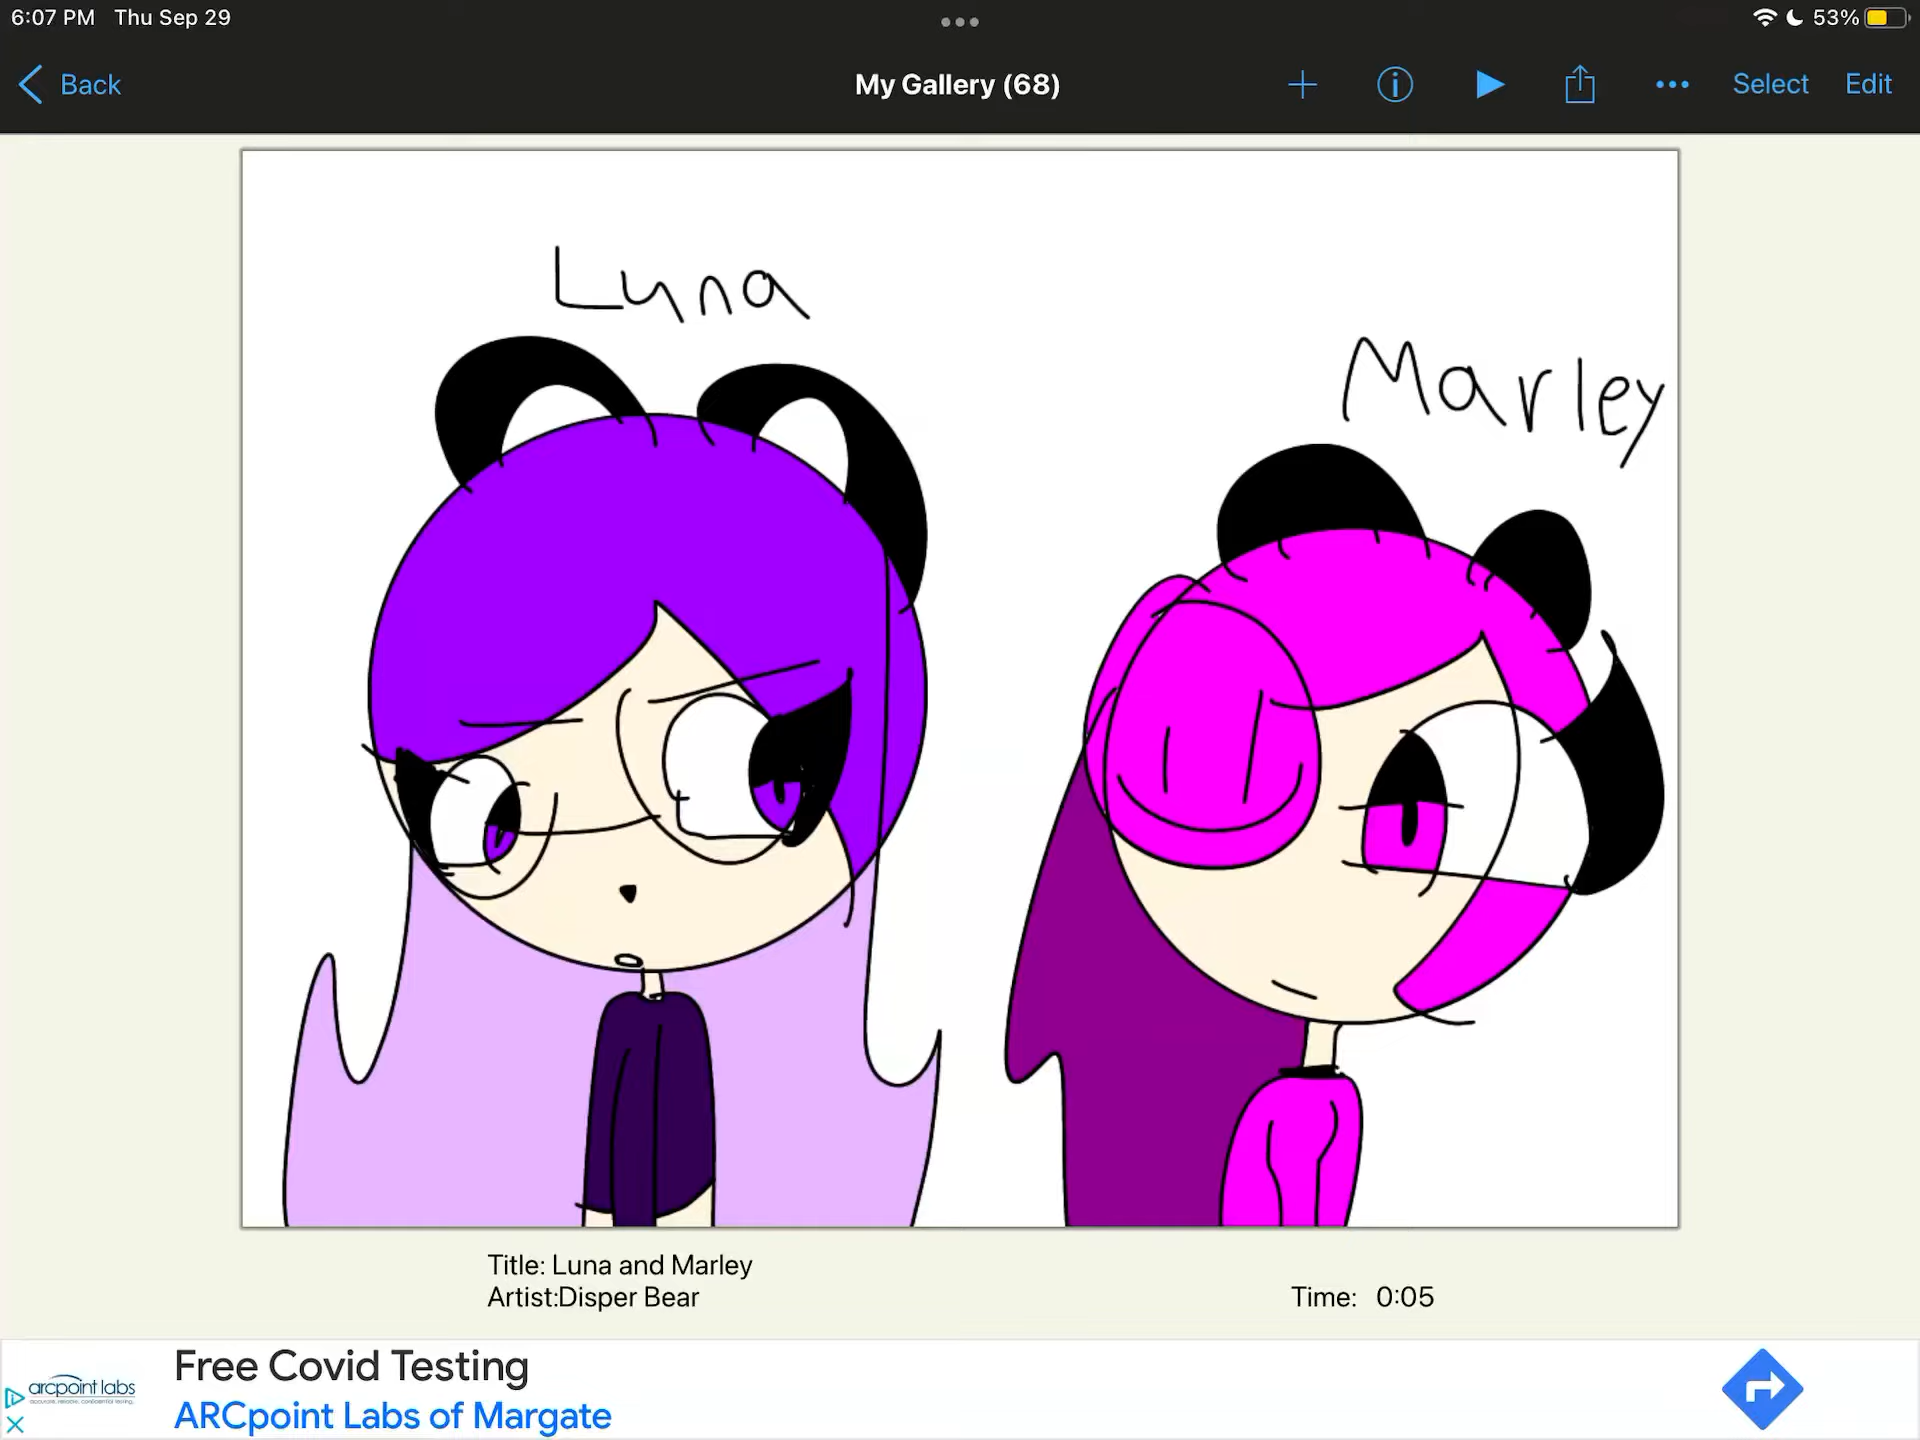 6:07 PM Thu Sep 29
53%
Back
My Gallery (68)
Select
Edit
Luna
Marley
Title: Luna and Marley
Artist:Disper Bear
Time: 0:05
Free Covid Testing
arcpoint labs
ARCpoint Labs of Margate